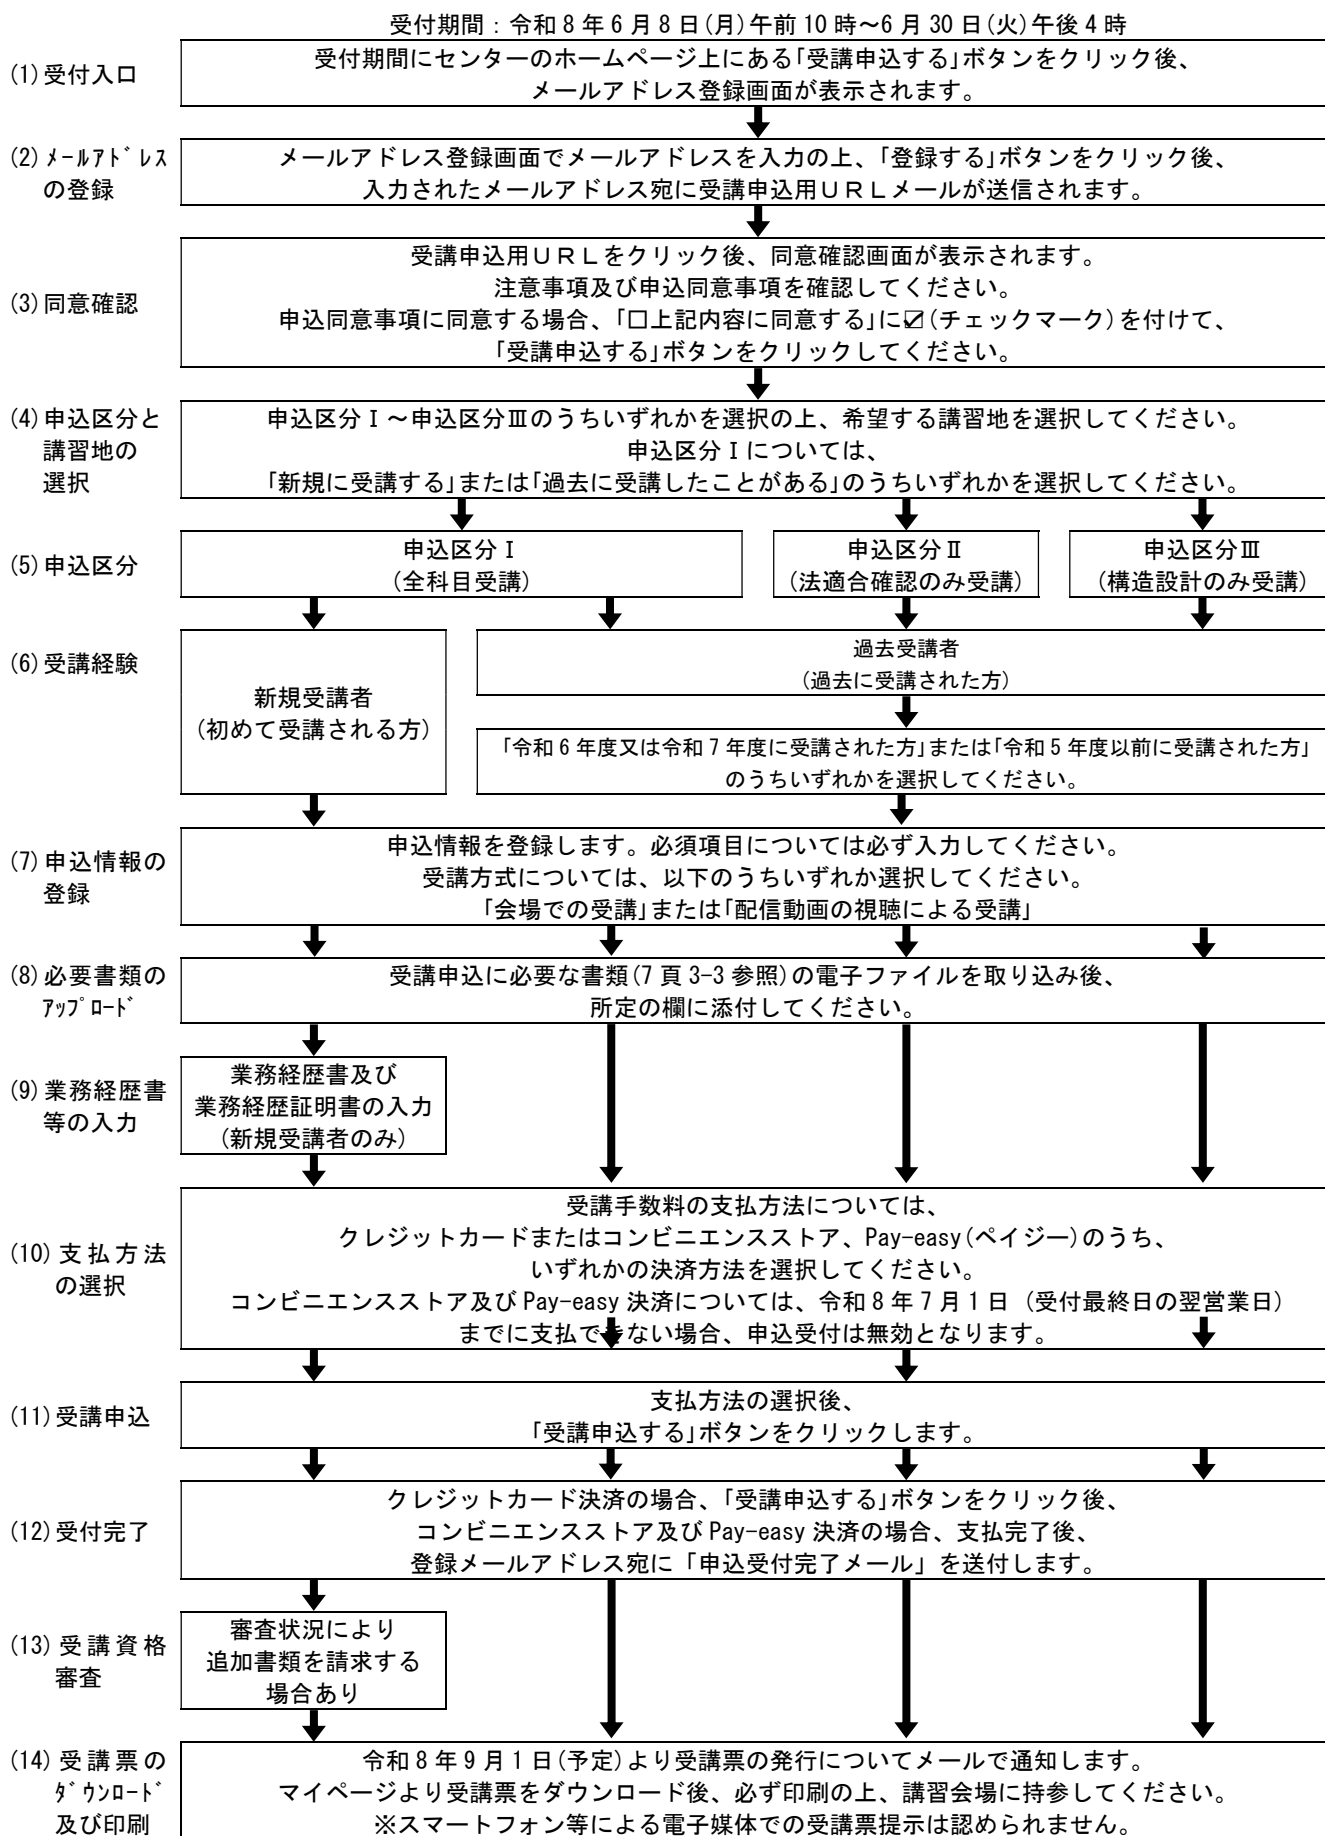 受付期間：令和8年6月8日(月)午前10時～6月30日(火)午後4時
(1)受付入口
受付期間にセンターのホームページ上にある｢受講申込する｣ボタンをクリック後、
メールアドレス登録画面が表示されます。
(2)ﾒｰﾙｱﾄﾞﾚｽ
の登録
メールアドレス登録画面でメールアドレスを入力の上、｢登録する｣ボタンをクリック後、
入力されたメールアドレス宛に受講申込用ＵＲＬメールが送信されます。
(3)同意確認
受講申込用ＵＲＬをクリック後、同意確認画面が表示されます。
注意事項及び申込同意事項を確認してください。
申込同意事項に同意する場合、｢□上記内容に同意する｣に☑(チェックマーク)を付けて、
｢受講申込する｣ボタンをクリックしてください。
(4)申込区分と
講習地の
選択
申込区分Ⅰ～申込区分Ⅲのうちいずれかを選択の上、希望する講習地を選択してください。
申込区分Ⅰについては、
｢新規に受講する｣または｢過去に受講したことがある｣のうちいずれかを選択してください。
(5)申込区分
申込区分Ⅰ
(全科目受講)
申込区分Ⅱ
(法適合確認のみ受講)
申込区分Ⅲ
(構造設計のみ受講)
(6)受講経験
新規受講者
(初めて受講される方)
過去受講者
(過去に受講された方)
｢令和6年度又は令和7年度に受講された方｣または｢令和5年度以前に受講された方｣
のうちいずれかを選択してください。
(7)申込情報の
登録
申込情報を登録します。必須項目については必ず入力してください。
受講方式については、以下のうちいずれか選択してください。
｢会場での受講｣または｢配信動画の視聴による受講｣
(8)必要書類の
ｱｯﾌﾟﾛｰﾄﾞ
受講申込に必要な書類(7頁3-3参照)の電子ファイルを取り込み後、
所定の欄に添付してください。
(9)業務経歴書
等の入力
業務経歴書及び
業務経歴証明書の入力
(新規受講者のみ)
(10)支払方法
の選択
受講手数料の支払方法については、
クレジットカードまたはコンビニエンスストア、Pay-easy(ペイジー)のうち、
いずれかの決済方法を選択してください。
コンビニエンスストア及びPay-easy決済については、令和8年7月1日 (受付最終日の翌営業日)
までに支払できない場合、申込受付は無効となります。
(11)受講申込
支払方法の選択後、
｢受講申込する｣ボタンをクリックします。
(12)受付完了
クレジットカード決済の場合、｢受講申込する｣ボタンをクリック後、
コンビニエンスストア及びPay-easy決済の場合、支払完了後、
登録メールアドレス宛に「申込受付完了メール」を送付します。
(13)受講資格
審査
審査状況により
追加書類を請求する
場合あり
(14)受講票の
ﾀﾞｳﾝﾛｰﾄﾞ
及び印刷
令和8年9月1日(予定)より受講票の発行についてメールで通知します。
マイページより受講票をダウンロード後、必ず印刷の上、講習会場に持参してください。
※スマートフォン等による電子媒体での受講票提示は認められません。